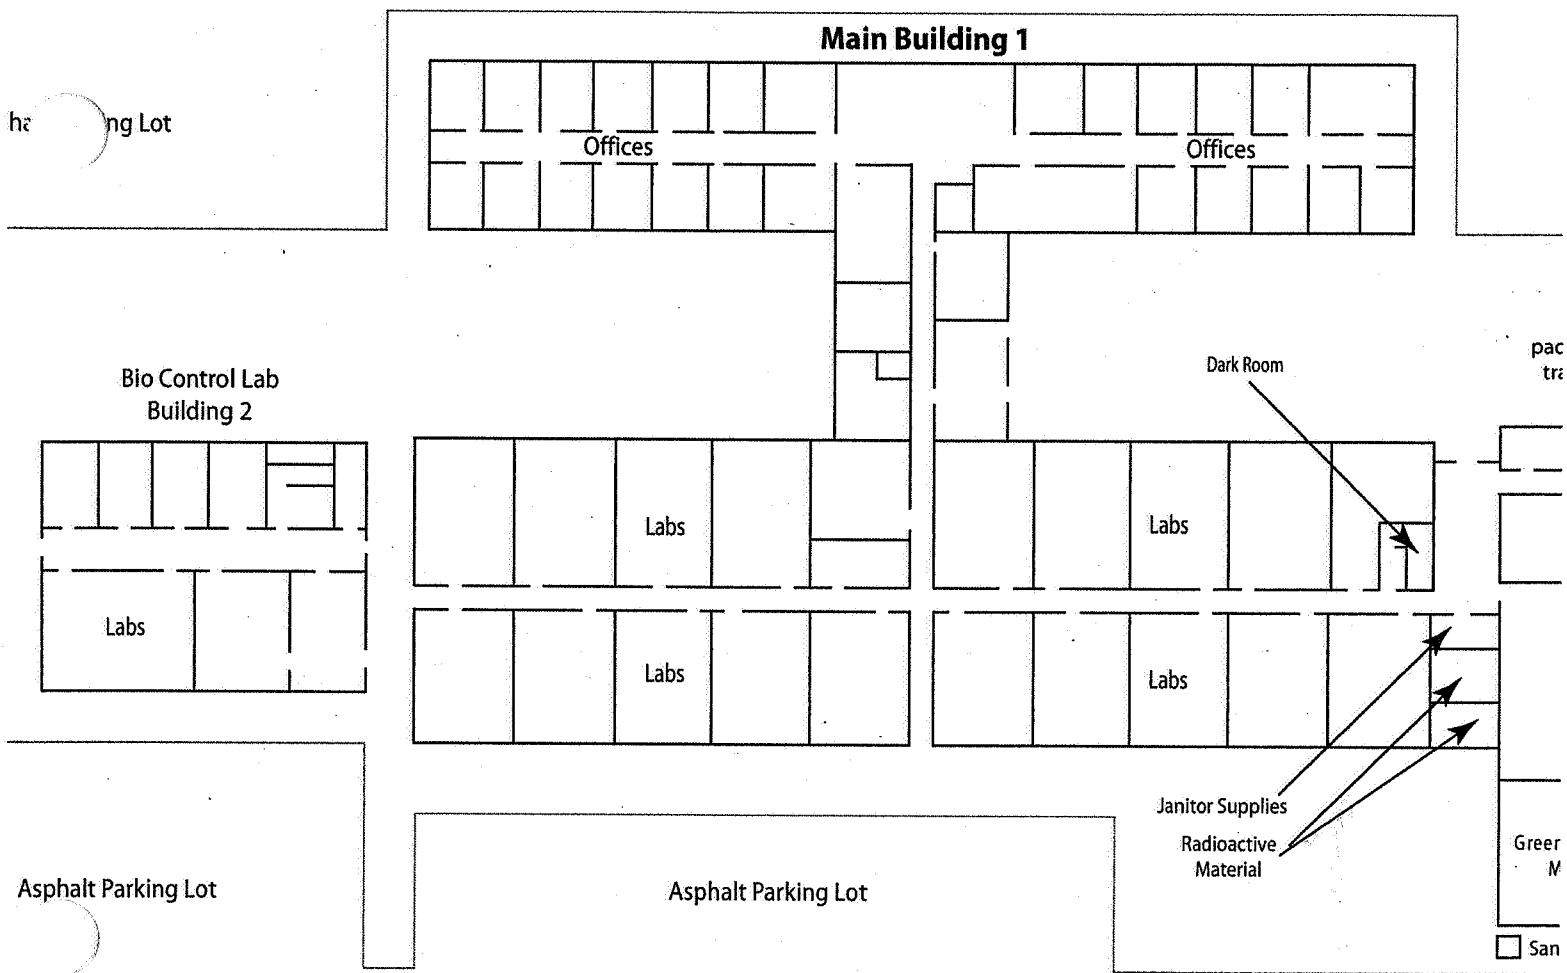 Main Building 1
ng Lot
Offices
Offices
Dark Room
Bio Control Lab
Building 2
Labs
Labs
Labs
Labs
Labs
Janitor Supplies
Radioactive
Material
Asphalt Parking Lot
Asphalt Parking Lot